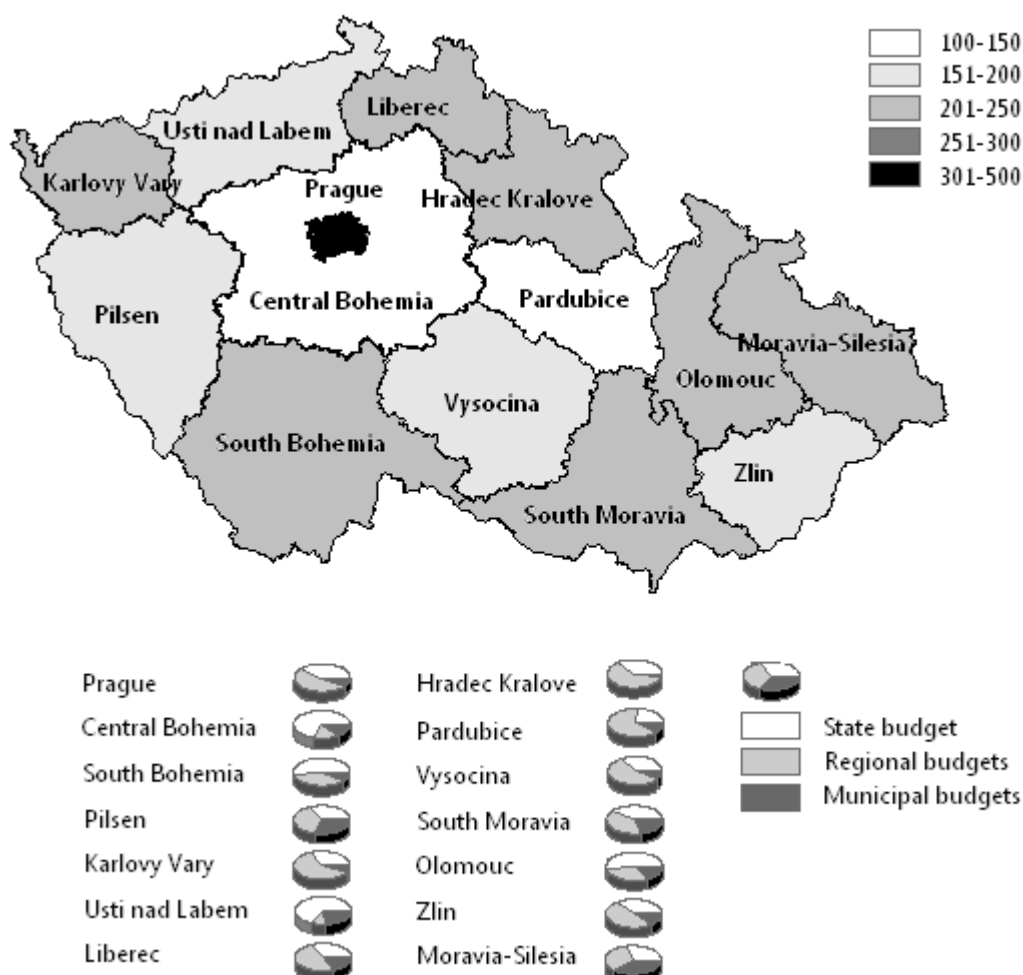 100-150
151-200
201-250
251-300
301-500
Liberec
Usti nad Labem
Karlovy Vary
Prague
Hradec Kralove
Central Bohemia
Pardubice
Pilsen
Moravia-Silesia
Olomouc
Vysocina
South Bohemia
Zlin
South Moravia
Prague
Central Bohemia
South Bohemia
Pilsen
Karlovy Vary
Usti nad Labem
Liberec
Hradec Kralove
Pardubice
Vysocina
South Moravia
Olomouc
Zlin
Moravia-Silesia
State budget
Regional budgets
Municipal budgets